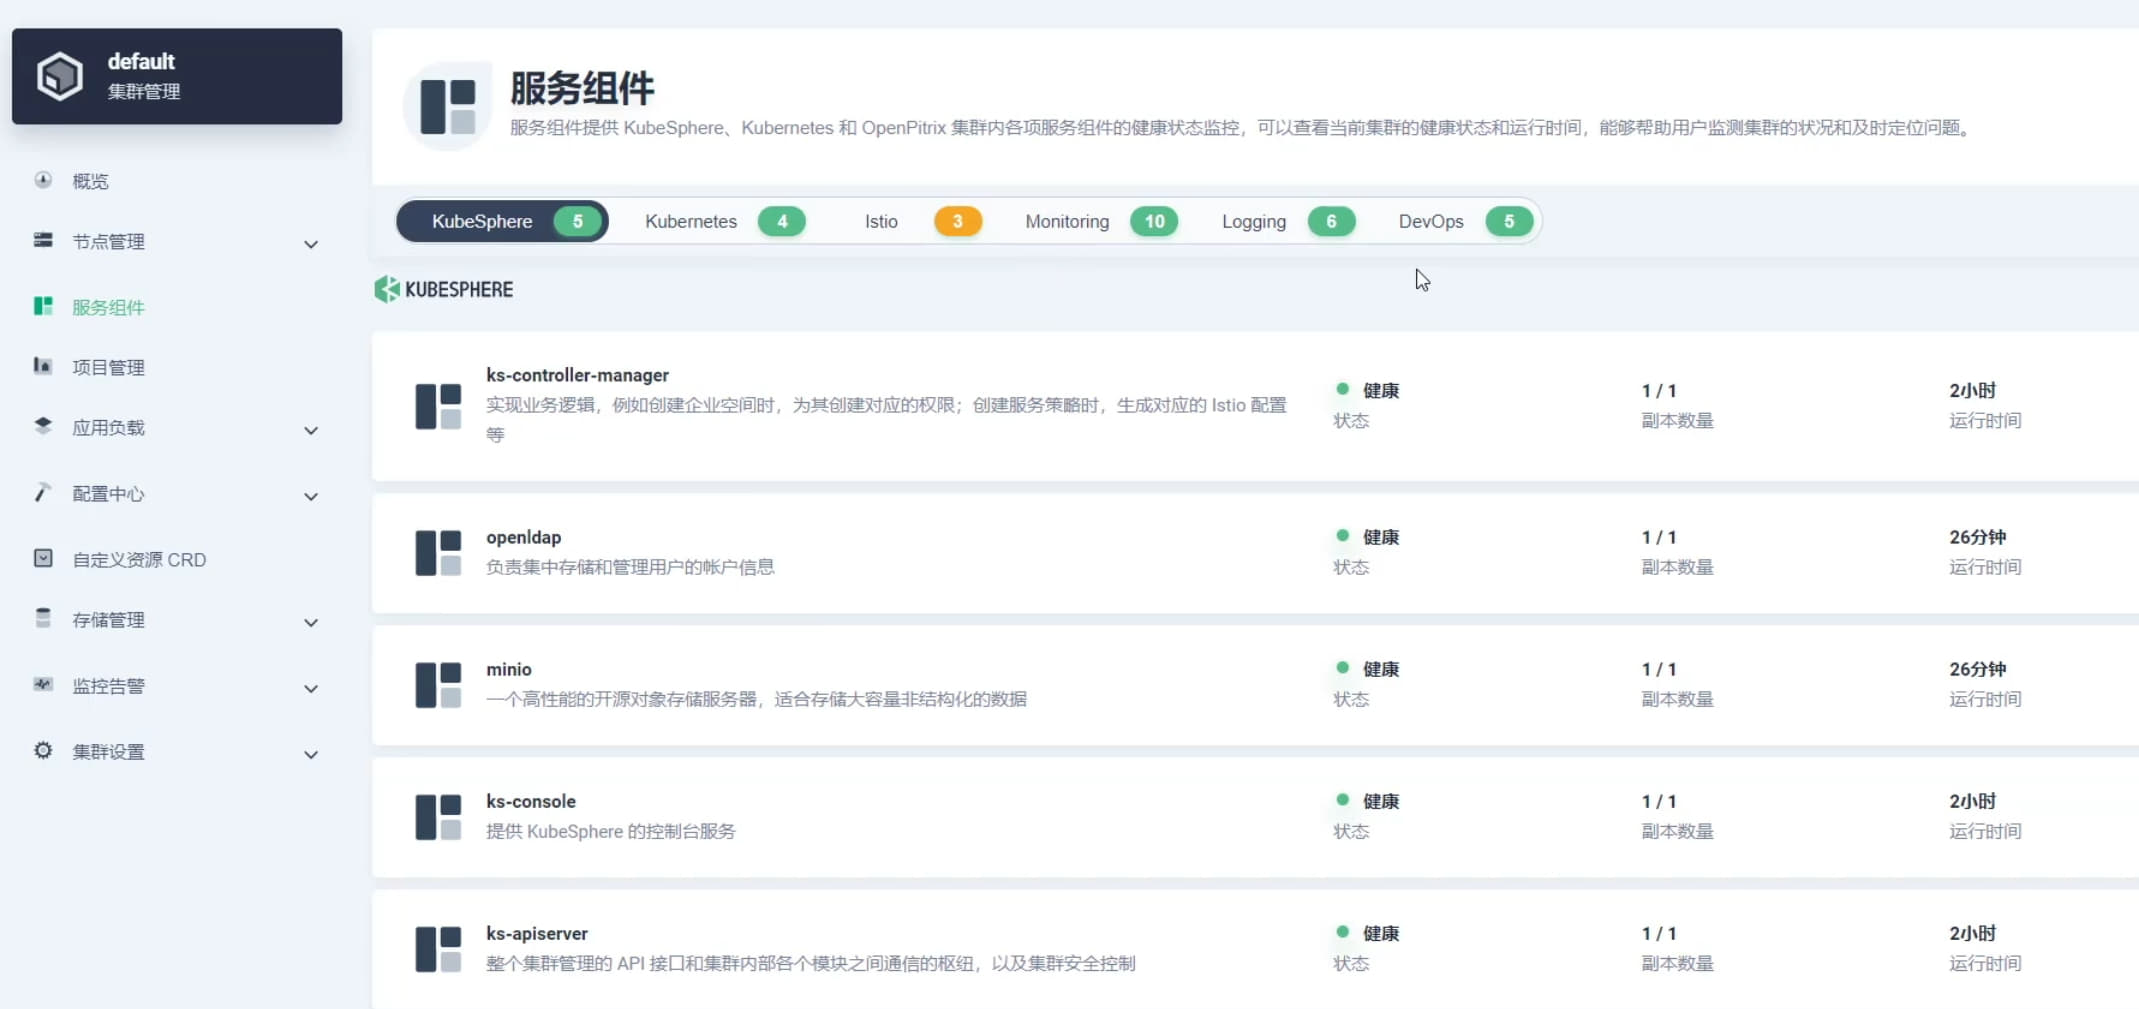 default
集群管理
概览
节点管理
服务组件
项目管理
应用负载
配置中心
自定义资源 CRD
存储管理
监控告警
集群设置
服务组件
服务组件提供 KubeSphere、Kubernetes 和 OpenPitrix 集群内各项服务组件的健康状态监控，可以查看当前集群的健康状态和运行时间，能够帮助用户监测集群的状况和及时定位问题。
KubeSphere 5 Kubernetes 4 Istio 3 Monitoring 10 Logging 6 DevOps 5
KUBESPHERE
ks-controller-manager
实现业务逻辑，例如创建企业空间时，为其创建对应的权限；创建服务策略时，生成对应的 Istio 配置
等
健康
状态
1 / 1
副本数量
2小时
运行时间
openldap
负责集中存储和管理用户的帐户信息
健康
状态
1 / 1
副本数量
26分钟
运行时间
minio
一个高性能的开源对象存储服务器，适合存储大容量非结构化的数据
健康
状态
1 / 1
副本数量
26分钟
运行时间
ks-console
提供 KubeSphere 的控制台服务
健康
状态
1 / 1
副本数量
2小时
运行时间
ks-apiserver
整个集群管理的 API 接口和集群内部各个模块之间通信的枢纽，以及集群安全控制
健康
状态
1 / 1
副本数量
2小时
运行时间